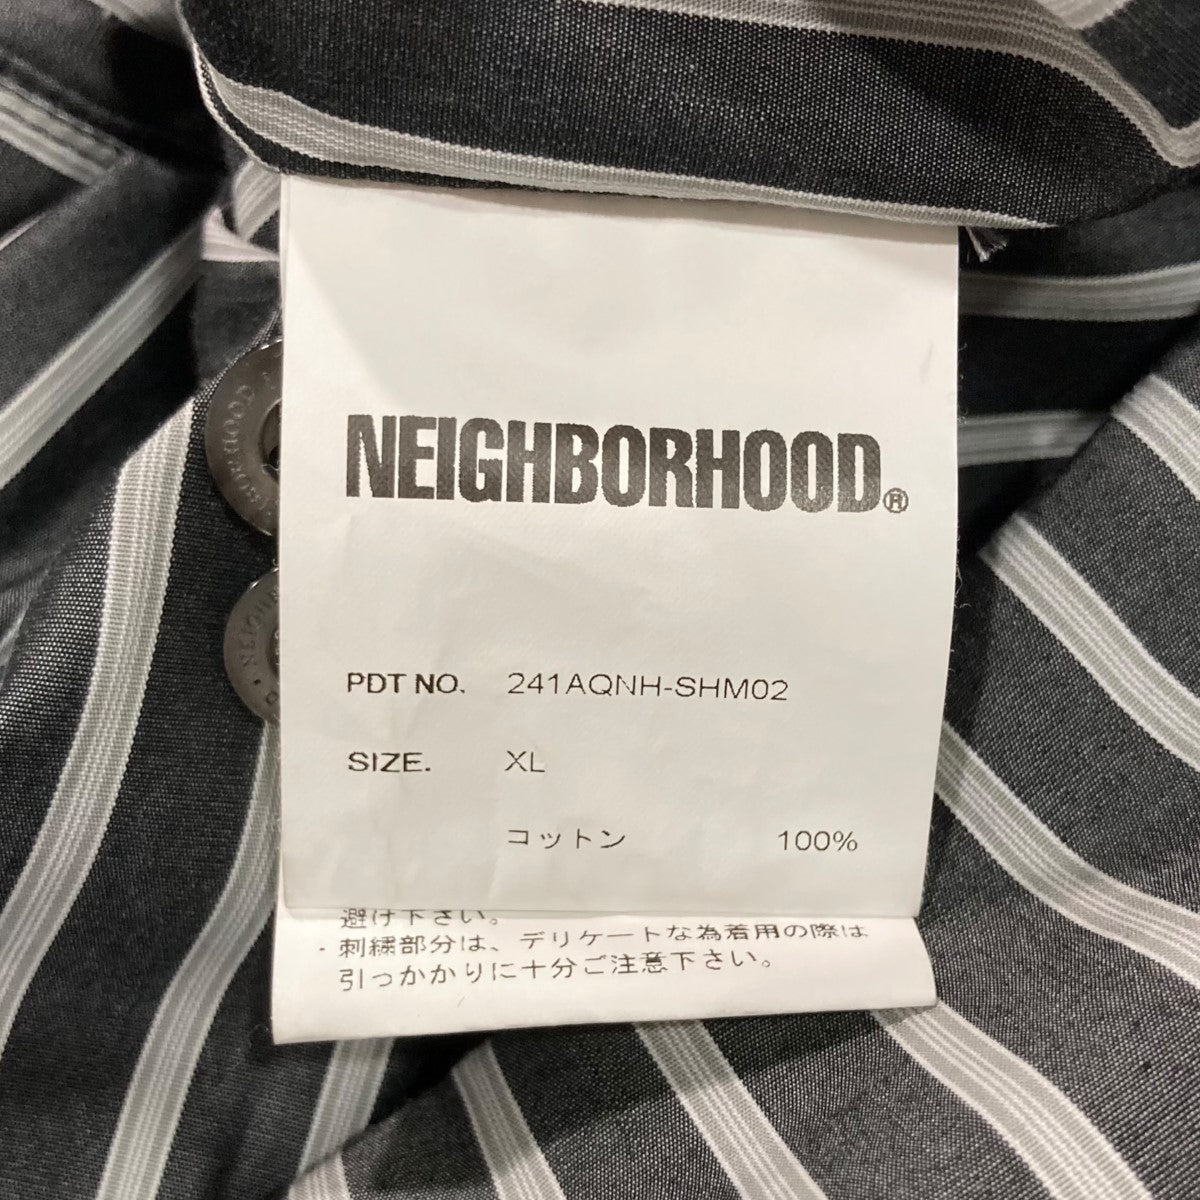 NEIGHBORHOOD®
PDT NO. 241AQNH-SHM02
SIZE. XL
コットン 100%
避け下さい。
・刺繍部分は、デリケートな為着用の際は
引っかかりに十分ご注意下さい。